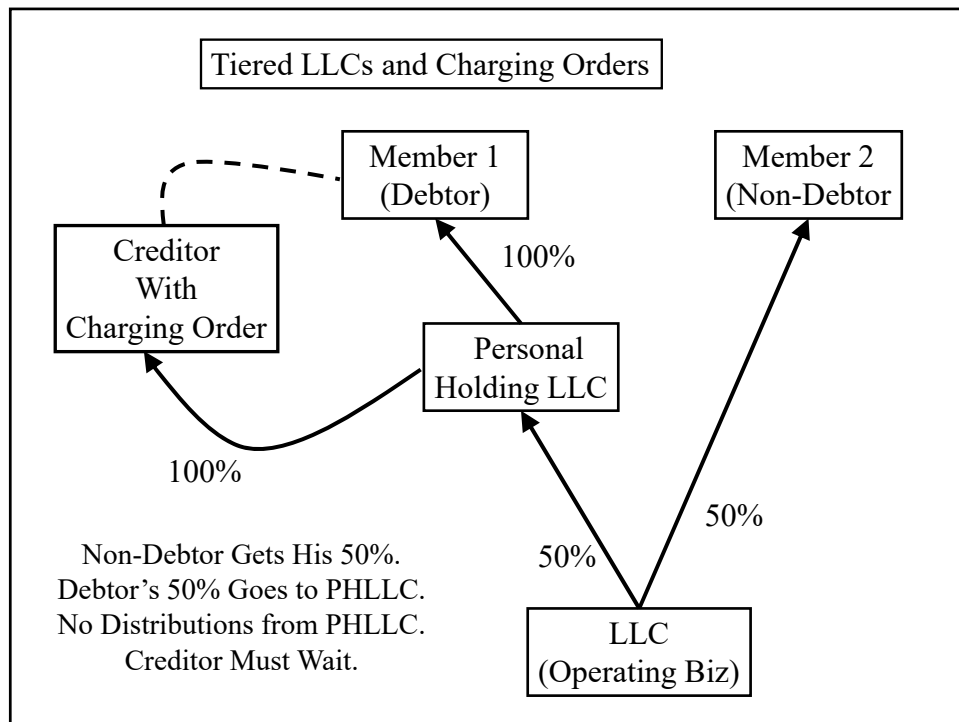 Tiered LLCs and Charging Orders
Member 1
(Debtor)
Member 2
(Non-Debtor
Creditor
With
Charging Order
100%
Personal
Holding LLC
100%
50%
50%
Non-Debtor Gets His 50%.
Debtor’s 50% Goes to PHLLC.
No Distributions from PHLLC.
Creditor Must Wait.
LLC
(Operating Biz)